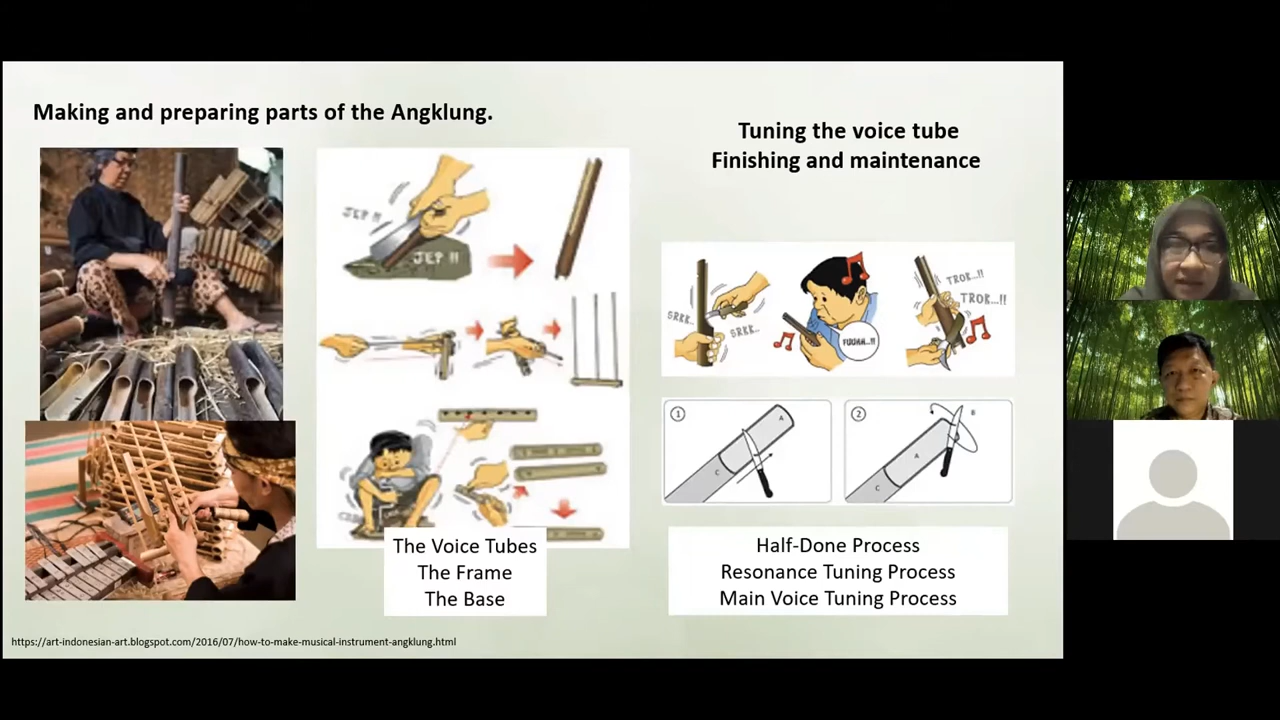 Making and preparing parts of the Angklung.
Tuning the voice tube
Finishing and maintenance
JEP !!
JEP !!
SRKK..
SRKK..
FUUHH..!!
TROK...!!
TROK...!!
1
A
C
2
B
A
C
The Voice Tubes
The Frame
The Base
Half-Done Process
Resonance Tuning Process
Main Voice Tuning Process
https://art-indonesian-art.blogspot.com/2016/07/how-to-make-musical-instrument-angklung.html